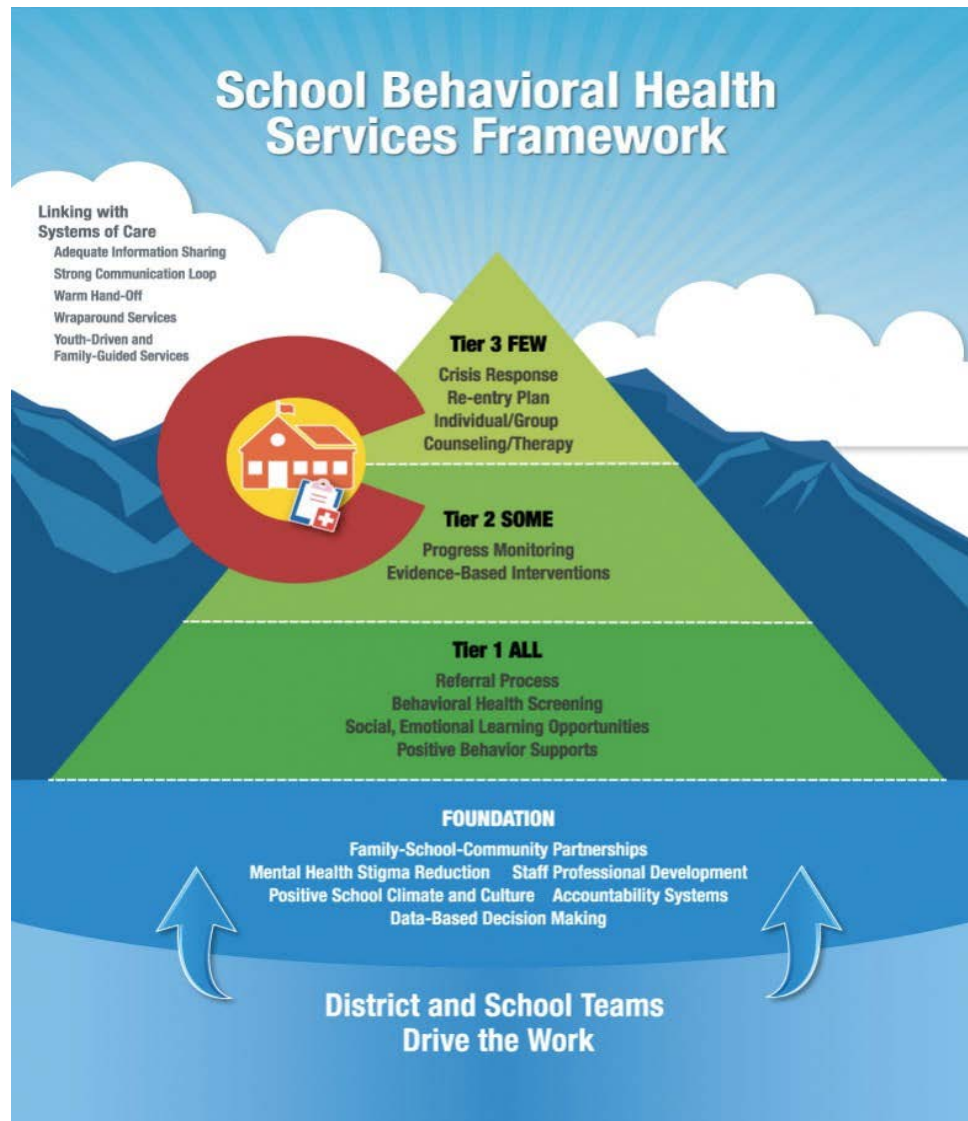 School Behavioral Health
Services Framework
Linking with
Systems of Care
Adequate Information Sharing
Strong Communication Loop
Warm Hand-Off
Wraparound Services
Youth-Driven and
Family-Guided Services
Tier 3 FEW
Crisis Response
Re-entry Plan
Individual/Group
Counseling/Therapy
Tier 2 SOME
Progress Monitoring
Evidence-Based Interventions
Tier 1 ALL
Referral Process
Behavioral Health Screening
Social, Emotional Learning Opportunities
Positive Behavior Supports
FOUNDATION
Family-School-Community Partnerships
Mental Health Stigma Reduction Staff Professional Development
Positive School Climate and Culture Accountability Systems
Data-Based Decision Making
District and School Teams
Drive the Work